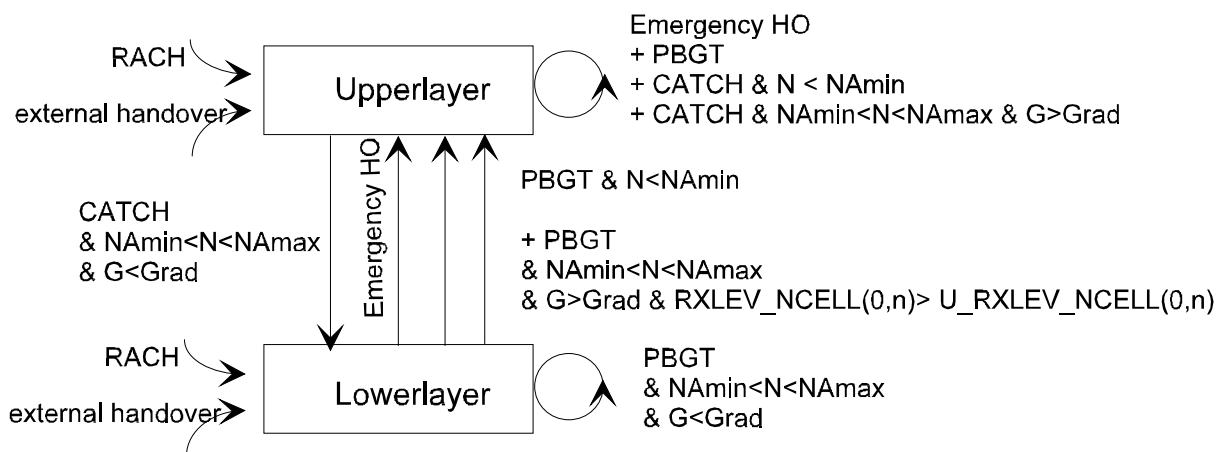 RACH
external handover
Upperlayer
Emergency HO
+ PBGT
+ CATCH & N < NAmin
+ CATCH & NAmin<N<NAmax & G>Grad
CATCH
& NAmin<N<NAmax
& G<Grad
Emergency HO
PBGT & N<NAmin
+ PBGT
& NAmin<N<NAmax
& G>Grad & RXLEV_NCELL(0,n)> U_RXLEV_NCELL(0,n)
RACH
external handover
Lowerlayer
PBGT
& NAmin<N<NAmax
& G<Grad